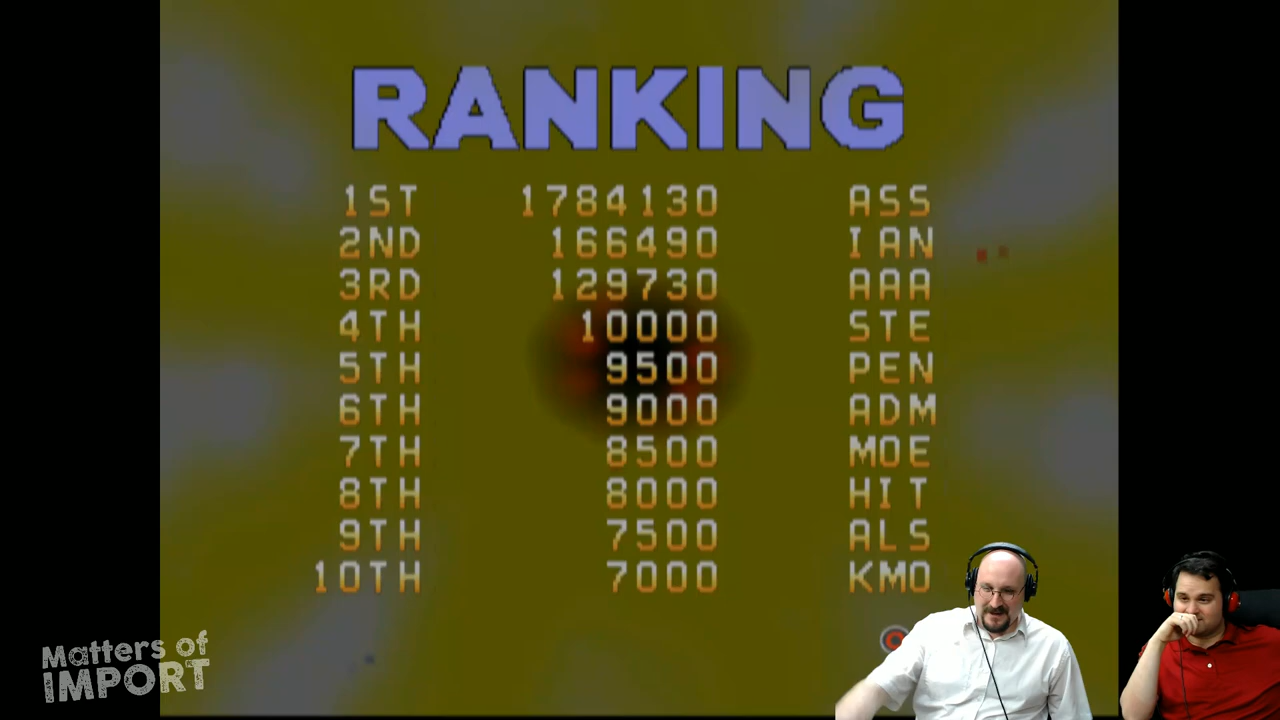 RANKING
1ST 1784130 ASS
2ND 166490 IAN
3RD 129730 AAA
4TH 10000 STE
5TH 9500 PEN
6TH 9000 ADM
7TH 8500 MOE
8TH 8000 HIT
9TH 7500 ALS
10TH 7000 KMO
Matters of
IMPORT